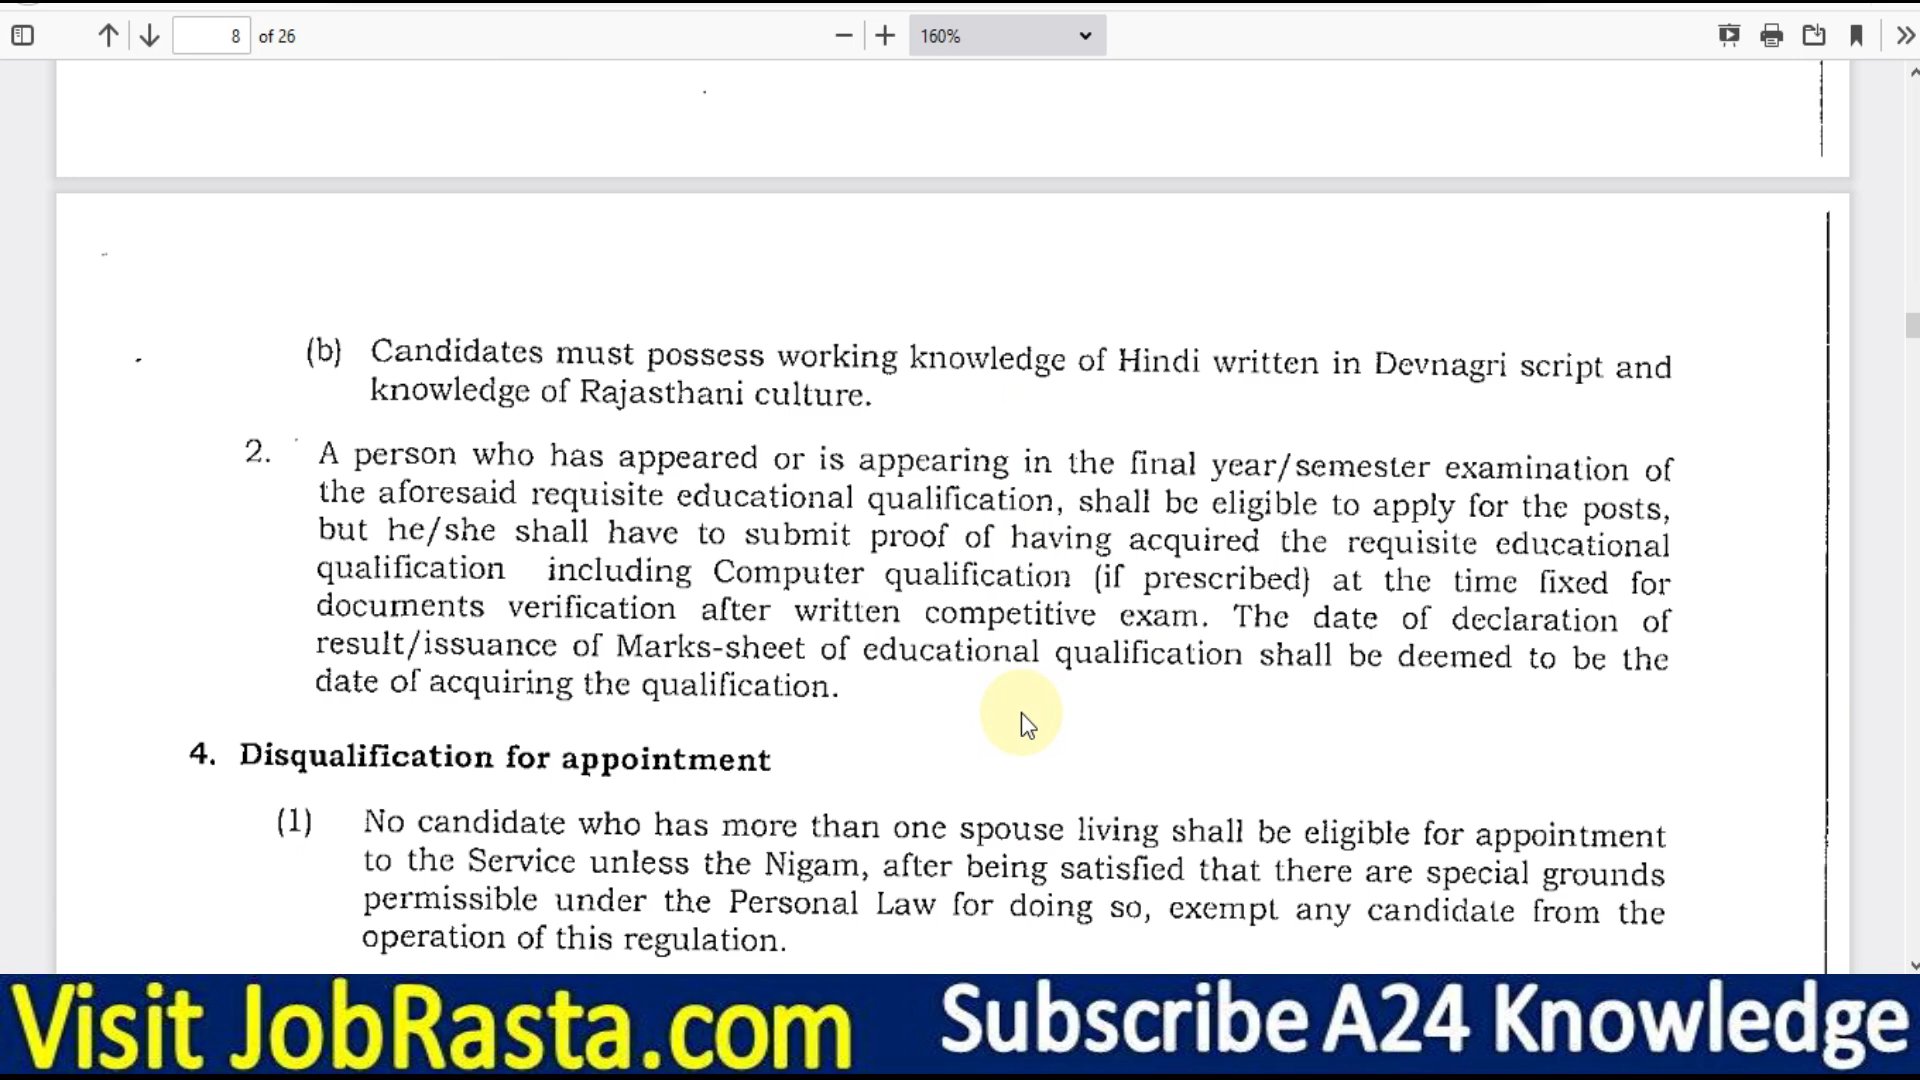 8 of 26
160%
(b) Candidates must possess working knowledge of Hindi written in Devnagri script and
knowledge of Rajasthani culture.
2. A person who has appeared or is appearing in the final year/semester examination of
the aforesaid requisite educational qualification, shall be eligible to apply for the posts,
but he/she shall have to submit proof of having acquired the requisite educational
qualification including Computer qualification (if prescribed) at the time fixed for
documents verification after written competitive exam. The date of declaration of
result/issuance of Marks-sheet of educational qualification shall be deemed to be the
date of acquiring the qualification.
4. Disqualification for appointment
(1) No candidate who has more than one spouse living shall be eligible for appointment
to the Service unless the Nigam, after being satisfied that there are special grounds
permissible under the Personal Law for doing so, exempt any candidate from the
operation of this regulation.
Visit JobRasta.com
Subscribe A24 Knowledge